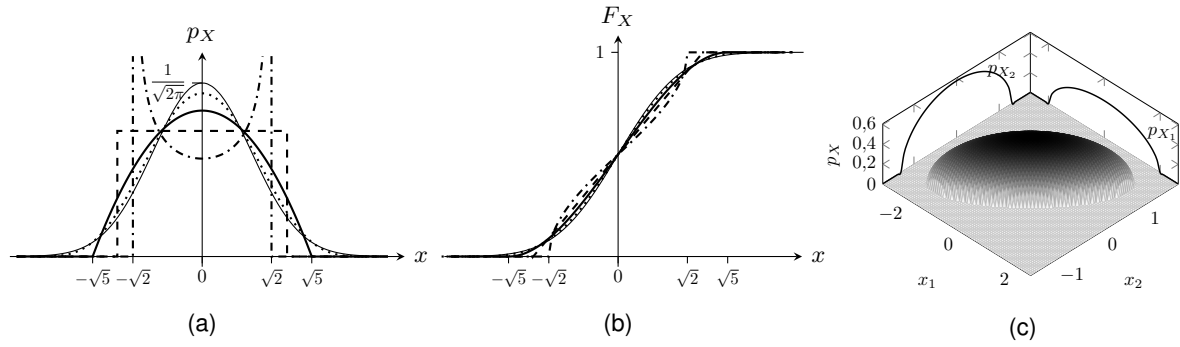 p_X
1/√(2π)
−√5 −√2 0 √2 √5 x
(a)
F_X
1
−√5 −√2 0 √2 √5 x
(b)
p_{X_2}
p_{X_1}
p_X
0,6
0,4
0,2
0
−2 0 2
x_1
−1 0 1
x_2
(c)